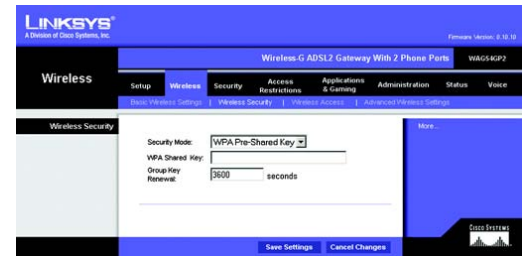 LINKSYS®
A Division of Cisco Systems, Inc.
Firmware Version: 0.10.10
Wireless-G ADSL2 Gateway With 2 Phone Ports WAG54GP2
Wireless
Setup Wireless Security Access Restrictions Applications & Gaming Administration Status Voice
Basic Wireless Settings | Wireless Security | Wireless Access | Advanced Wireless Settings
Wireless Security
More...
Security Mode: WPA Pre-Shared Key
WPA Shared Key:
Group Key Renewal: 3600 seconds
Save Settings Cancel Changes
CISCO SYSTEMS